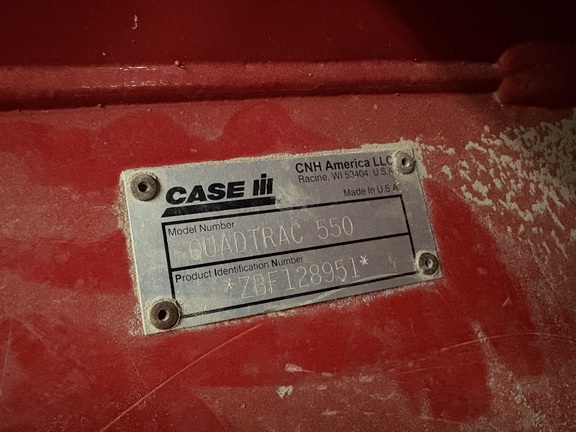 CASE IH
CNH America LLC
Racine, WI 53404 U.S.A.
Made In U.S.A.
Model Number
QUADTRAC 550
Product Identification Number
*ZBF128951*